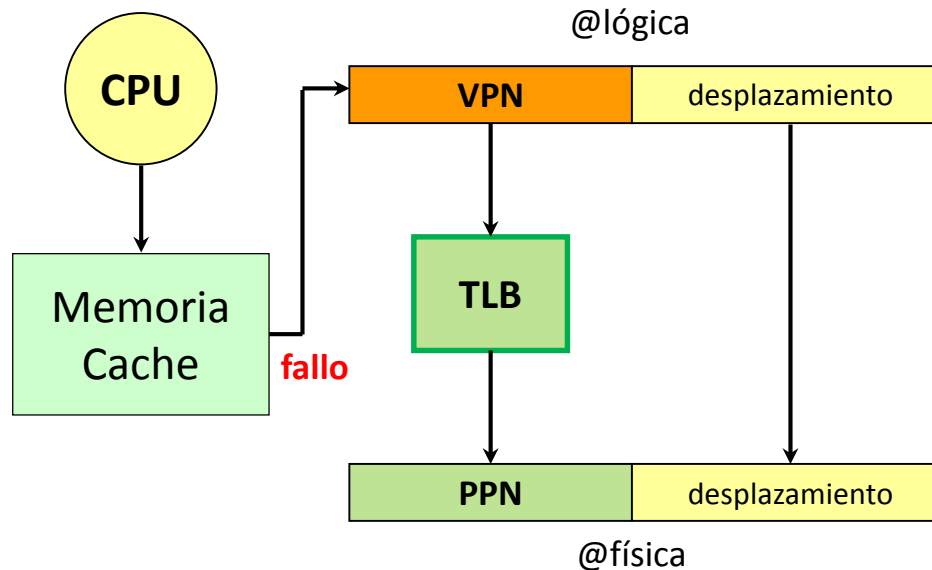 @lógica
CPU
VPN
desplazamiento
TLB
Memoria
Cache
fallo
PPN
desplazamiento
@física